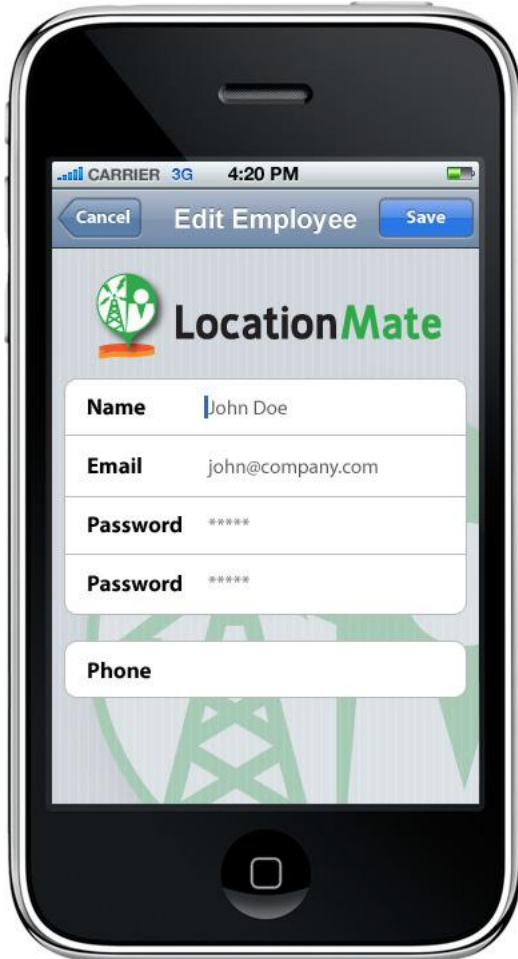 CARRIER 3G 4:20 PM
Cancel Edit Employee Save
LocationMate
Name John Doe
Email john@company.com
Password *****
Password *****
Phone